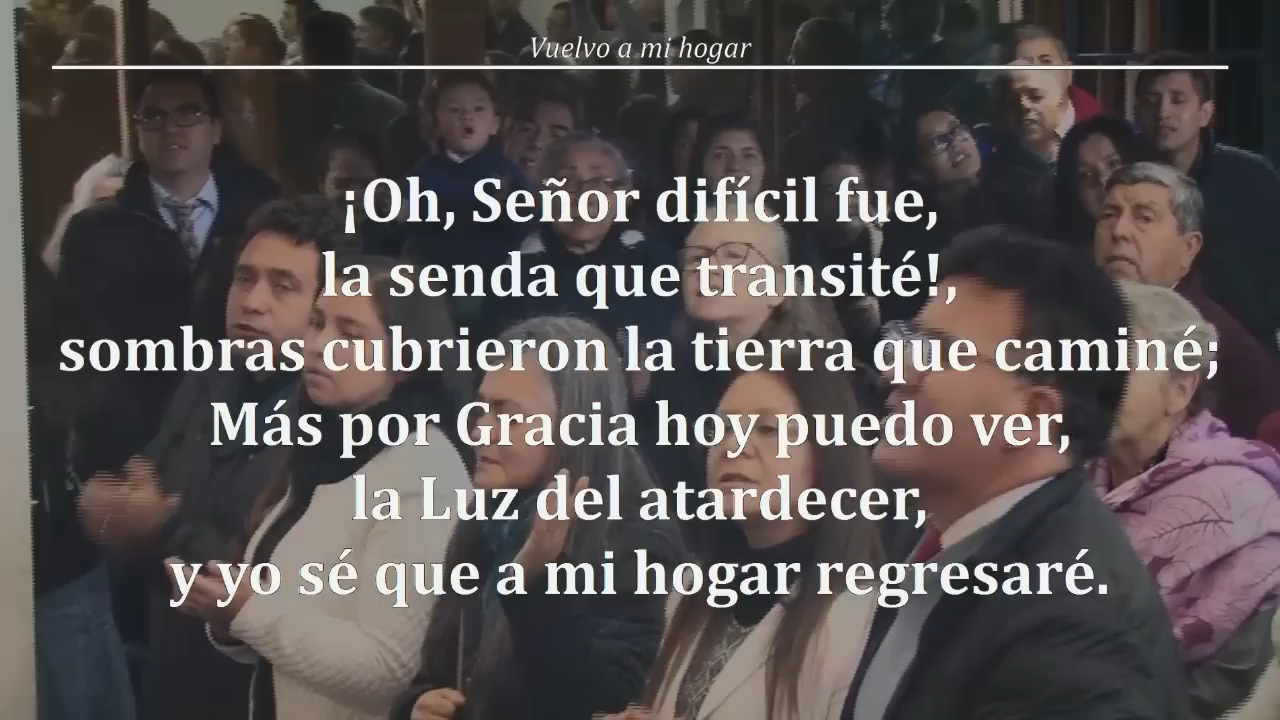 Vuelvo a mi hogar
¡Oh, Señor difícil fue,
la senda que transité!,
sombras cubrieron la tierra que caminé;
Más por Gracia hoy puedo ver,
la Luz del atardecer,
y yo sé que a mi hogar regresaré.